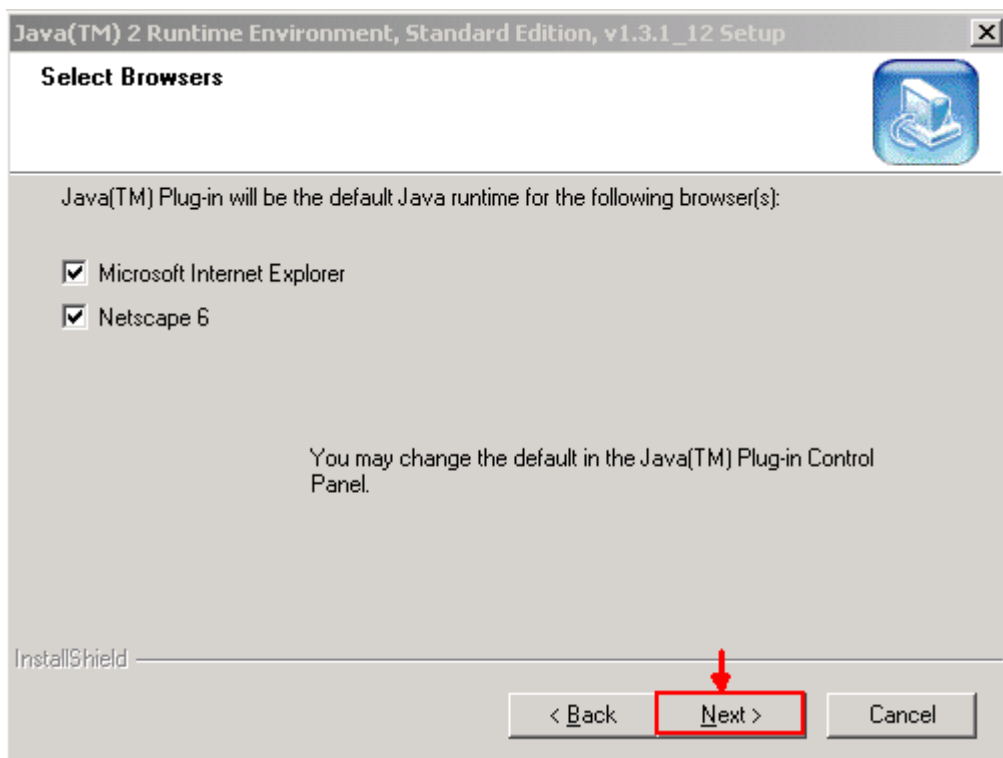 Java(TM) 2 Runtime Environment, Standard Edition, v1.3.1_12 Setup
Select Browsers
Java(TM) Plug-in will be the default Java runtime for the following browser(s):
Microsoft Internet Explorer
Netscape 6
You may change the default in the Java(TM) Plug-in Control
Panel.
InstallShield
< Back Next > Cancel